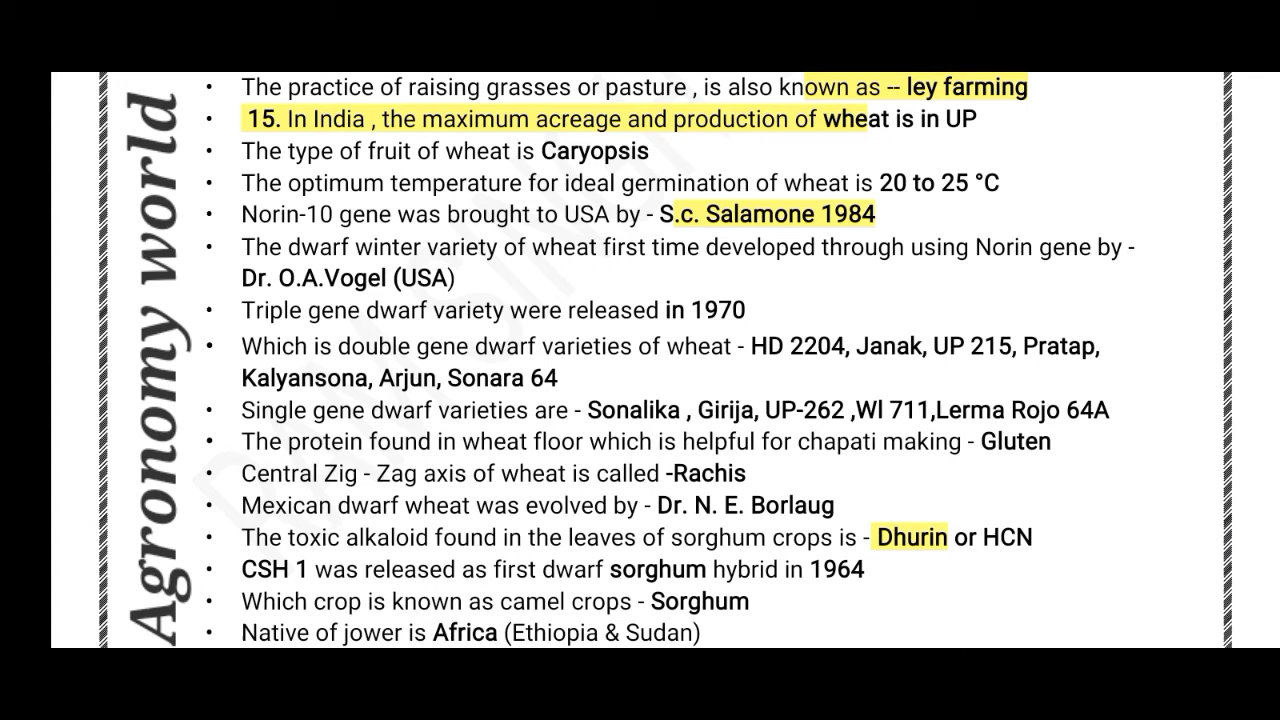 Agronomy world
• The practice of raising grasses or pasture , is also known as -- ley farming
• 15. In India , the maximum acreage and production of wheat is in UP
• The type of fruit of wheat is Caryopsis
• The optimum temperature for ideal germination of wheat is 20 to 25 °C
• Norin-10 gene was brought to USA by - S.c. Salamone 1984
• The dwarf winter variety of wheat first time developed through using Norin gene by -
Dr. O.A.Vogel (USA)
• Triple gene dwarf variety were released in 1970
• Which is double gene dwarf varieties of wheat - HD 2204, Janak, UP 215, Pratap,
Kalyansona, Arjun, Sonara 64
• Single gene dwarf varieties are - Sonalika , Girija, UP-262 ,Wl 711,Lerma Rojo 64A
• The protein found in wheat floor which is helpful for chapati making - Gluten
• Central Zig - Zag axis of wheat is called -Rachis
• Mexican dwarf wheat was evolved by - Dr. N. E. Borlaug
• The toxic alkaloid found in the leaves of sorghum crops is - Dhurin or HCN
• CSH 1 was released as first dwarf sorghum hybrid in 1964
• Which crop is known as camel crops - Sorghum
• Native of jower is Africa (Ethiopia & Sudan)